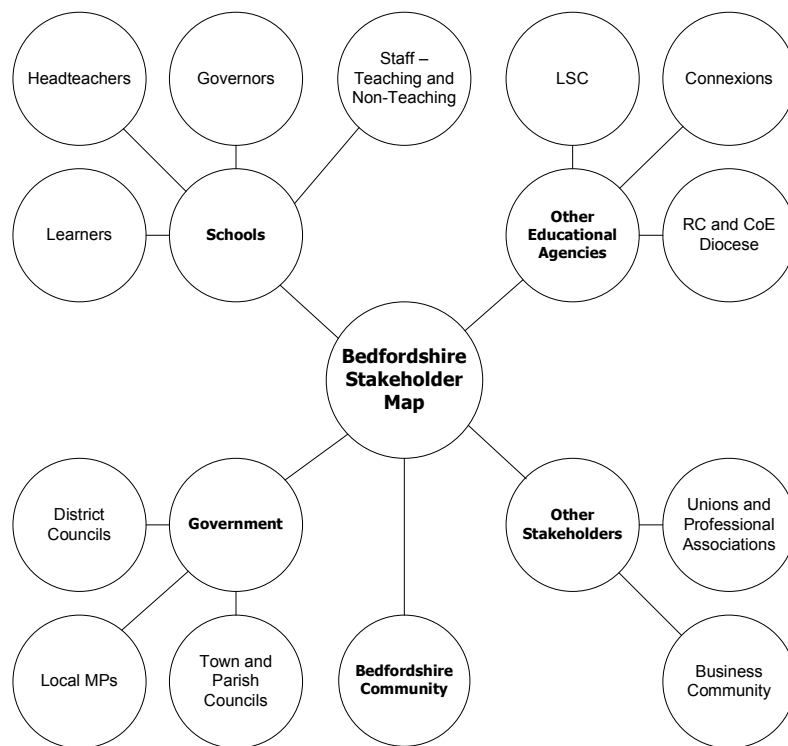 Headteachers
Governors
Staff –
Teaching and
Non-Teaching
LSC
Connexions
Learners
Schools
Other
Educational
Agencies
RC and CoE
Diocese
Bedfordshire
Stakeholder
Map
District
Councils
Government
Other
Stakeholders
Unions and
Professional
Associations
Local MPs
Town and
Parish
Councils
Bedfordshire
Community
Business
Community